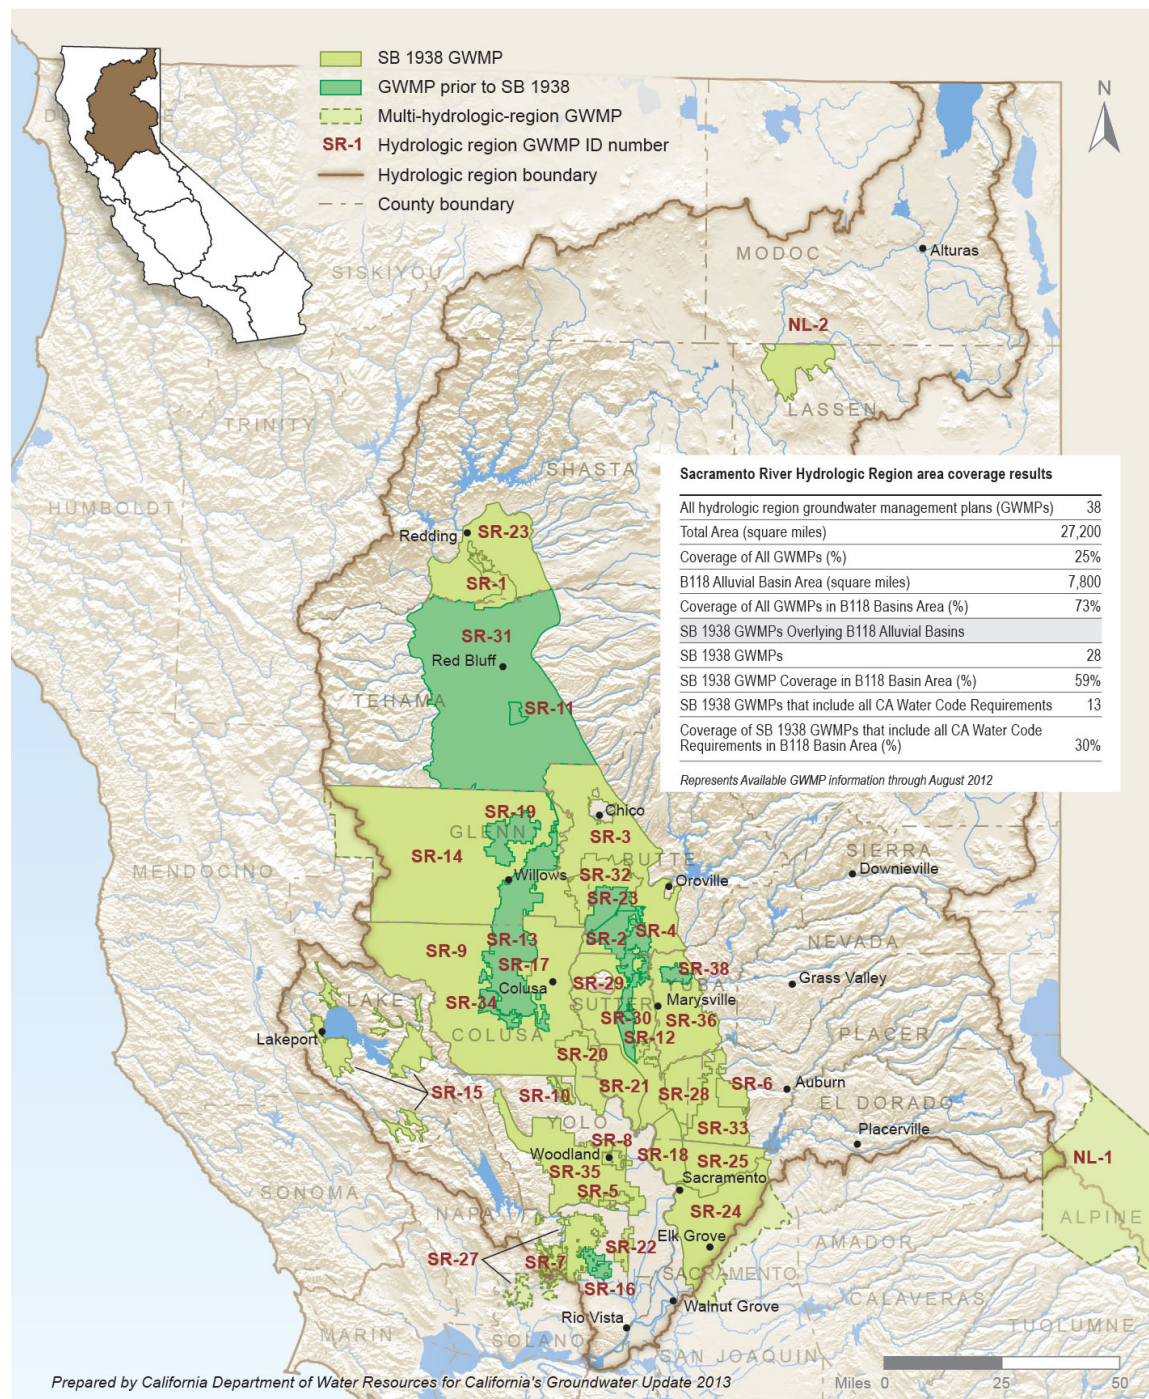 SB 1938 GWMP
GWMP prior to SB 1938
Multi-hydrologic-region GWMP
SR-1 Hydrologic region GWMP ID number
Hydrologic region boundary
County boundary
N
SISKIYOU
MODOC
Alturas
NL-2
LASSEN
TRINITY
SHASTA
HUMBOLDT
Redding
SR-23
SR-1
SR-31
Red Bluff
TEHAMA
SR-11
Sacramento River Hydrologic Region area coverage results
All hydrologic region groundwater management plans (GWMPs) 38
Total Area (square miles) 27,200
Coverage of All GWMPs (%) 25%
B118 Alluvial Basin Area (square miles) 7,800
Coverage of All GWMPs in B118 Basins Area (%) 73%
SB 1938 GWMPs Overlying B118 Alluvial Basins
SB 1938 GWMPs 28
SB 1938 GWMP Coverage in B118 Basin Area (%) 59%
SB 1938 GWMPs that include all CA Water Code Requirements 13
Coverage of SB 1938 GWMPs that include all CA Water Code
Requirements in B118 Basin Area (%) 30%
Represents Available GWMP information through August 2012
SR-19
Chico
GLENN
SR-3
SR-14
BUTTE
SIERRA
MENDOCINO
Willows
SR-32
Oroville
Downieville
SR-23
SR-4
SR-13
SR-2
NEVADA
SR-9
SR-17
SR-38
Grass Valley
Colusa
SR-29
YUBA
LAKE
SR-34
SUTTER
Marysville
SR-30
SR-36
COLUSA
SR-12
PLACER
Lakeport
SR-20
SR-15
SR-10
SR-21
SR-28
SR-6
Auburn
EL DORADO
YOLO
SR-33
Placerville
SR-8
Woodland
SR-18
SR-25
NL-1
SR-35
Sacramento
SONOMA
SR-5
NAPA
SR-24
ALPINE
Elk Grove
AMADOR
SR-27
SR-7
SR-22
SACRAMENTO
SR-16
Walnut Grove
CALAVERAS
Rio Vista
MARIN
SOLANO
TUOLUMNE
SAN JOAQUIN
Prepared by California Department of Water Resources for California's Groundwater Update 2013
Miles 0 25 50